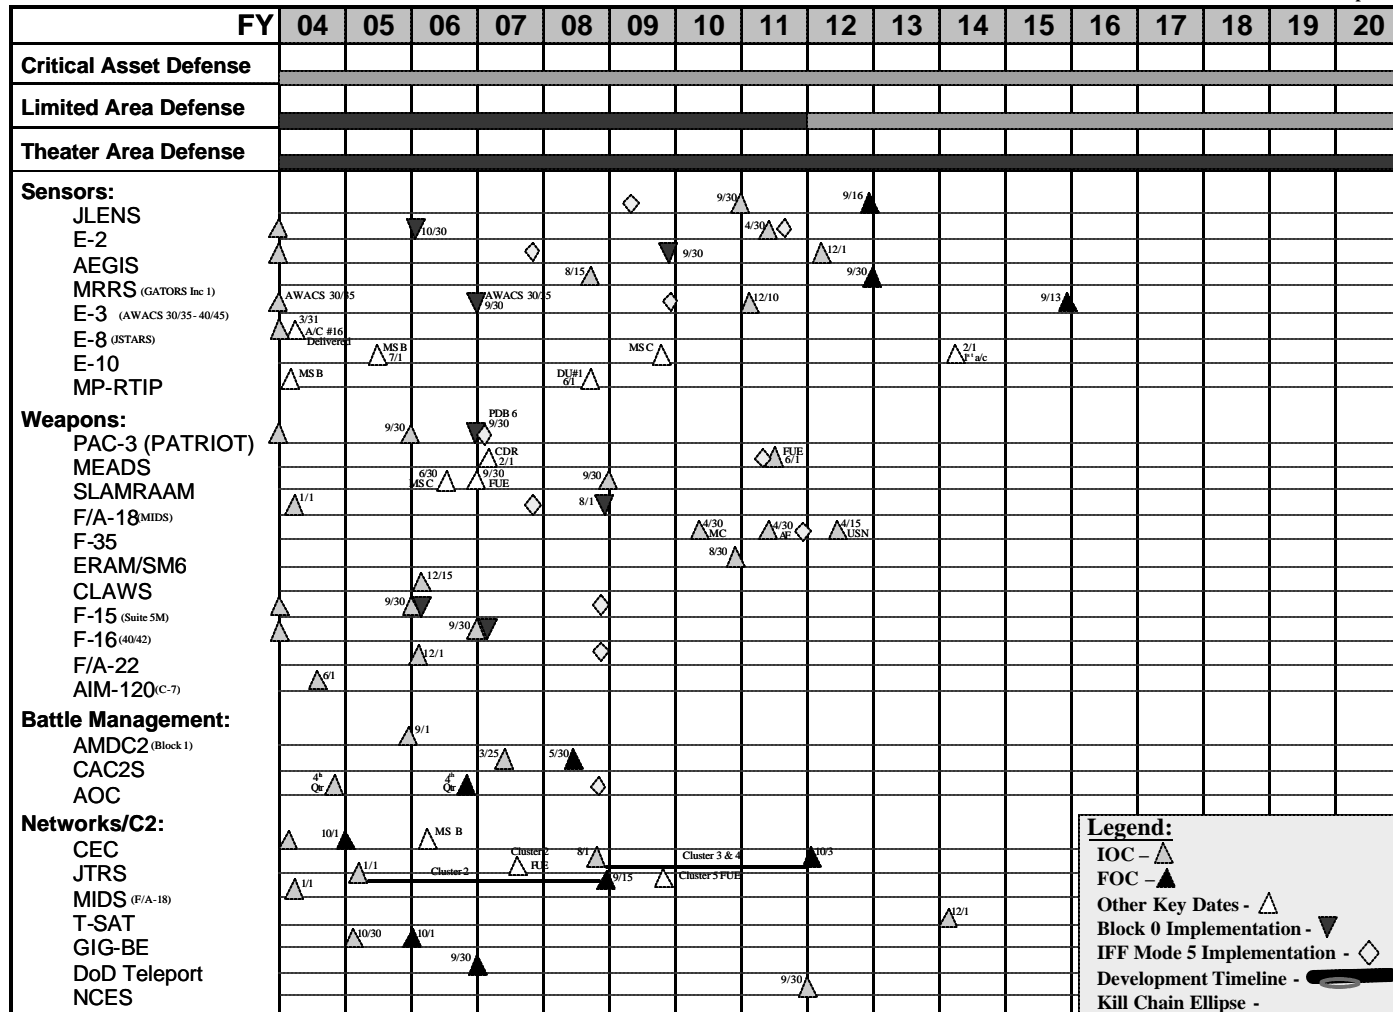 FY 04 05 06 07 08 09 10 11 12 13 14 15 16 17 18 19 20
Critical Asset Defense
Limited Area Defense
Theater Area Defense
Sensors:
9/30 9/16
JLENS
10/30 4/30
E-2
9/30 12/1
AEGIS
8/15 9/30
MRRS (GATORS Inc 1)
AWACS 30/35 AWACS 30/35 9/30 12/10 9/13
E-3 (AWACS 30/35- 40/45)
3/31 A/C #16 Delivered
E-8 (JSTARS)
MS B 7/1 MS C 2/1 1st a/c
E-10
MS B DU#1 6/1
MP-RTIP
Weapons:
9/30 PDB 6 9/30
PAC-3 (PATRIOT)
CDR 2/1 FUE 6/1
MEADS
6/30 MS C 9/30 FUE 9/30
SLAMRAAM
1/1 8/1
F/A-18 (MIDS)
4/30 MC 4/30 AF 4/15 USN
F-35
8/30
ERAM/SM6
12/15
CLAWS
9/30
F-15 (Suite 5M)
9/30
F-16 (40/42)
12/1
F/A-22
6/1
AIM-120 (C-7)
Battle Management:
9/1
AMDC2 (Block 1)
3/25 5/30
CAC2S
4th Qtr 4th Qtr
AOC
Networks/C2:
10/1 MS B
CEC
1/1 Cluster 2 Cluster 2 FUE 8/1 Cluster 3 & 4 10/3
JTRS
1/1 9/15 Cluster 5 FUE
MIDS (F/A-18)
12/1
T-SAT
10/30 10/1
GIG-BE
9/30
DoD Teleport
9/30
NCES
Legend:
IOC –
FOC –
Other Key Dates -
Block 0 Implementation -
IFF Mode 5 Implementation -
Development Timeline -
Kill Chain Ellipse -